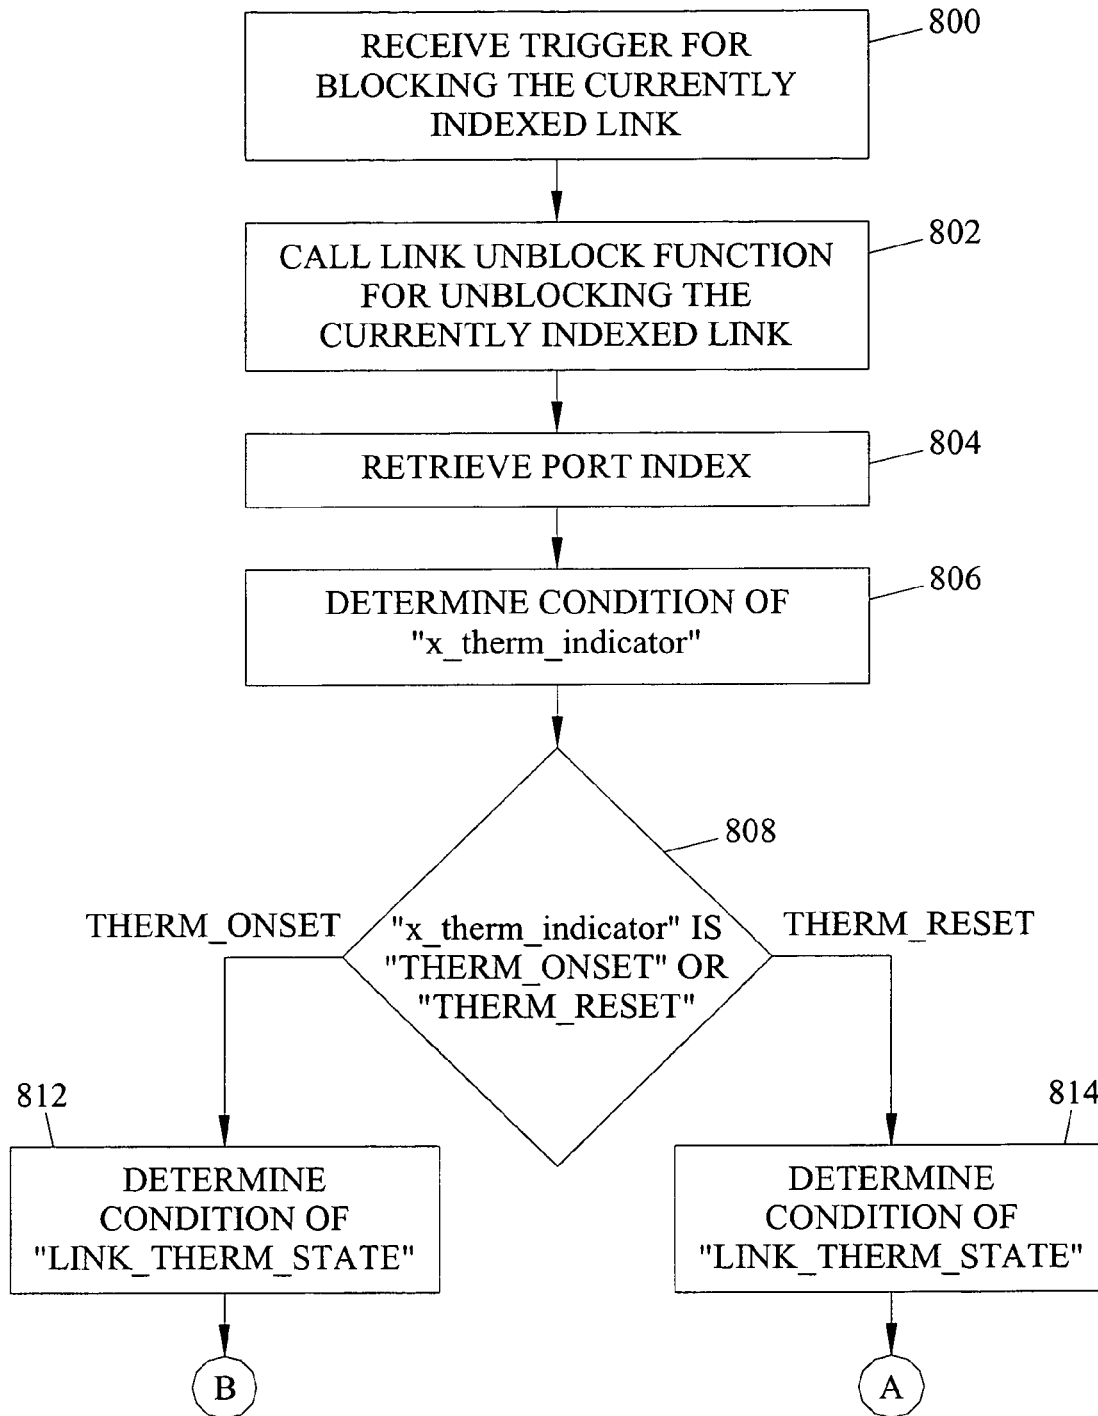 800
RECEIVE TRIGGER FOR
BLOCKING THE CURRENTLY
INDEXED LINK
802
CALL LINK UNBLOCK FUNCTION
FOR UNBLOCKING THE
CURRENTLY INDEXED LINK
804
RETRIEVE PORT INDEX
806
DETERMINE CONDITION OF
"x_therm_indicator"
808
THERM_ONSET
"x_therm_indicator" IS
"THERM_ONSET" OR
"THERM_RESET"
THERM_RESET
812
DETERMINE
CONDITION OF
"LINK_THERM_STATE"
814
DETERMINE
CONDITION OF
"LINK_THERM_STATE"
B
A